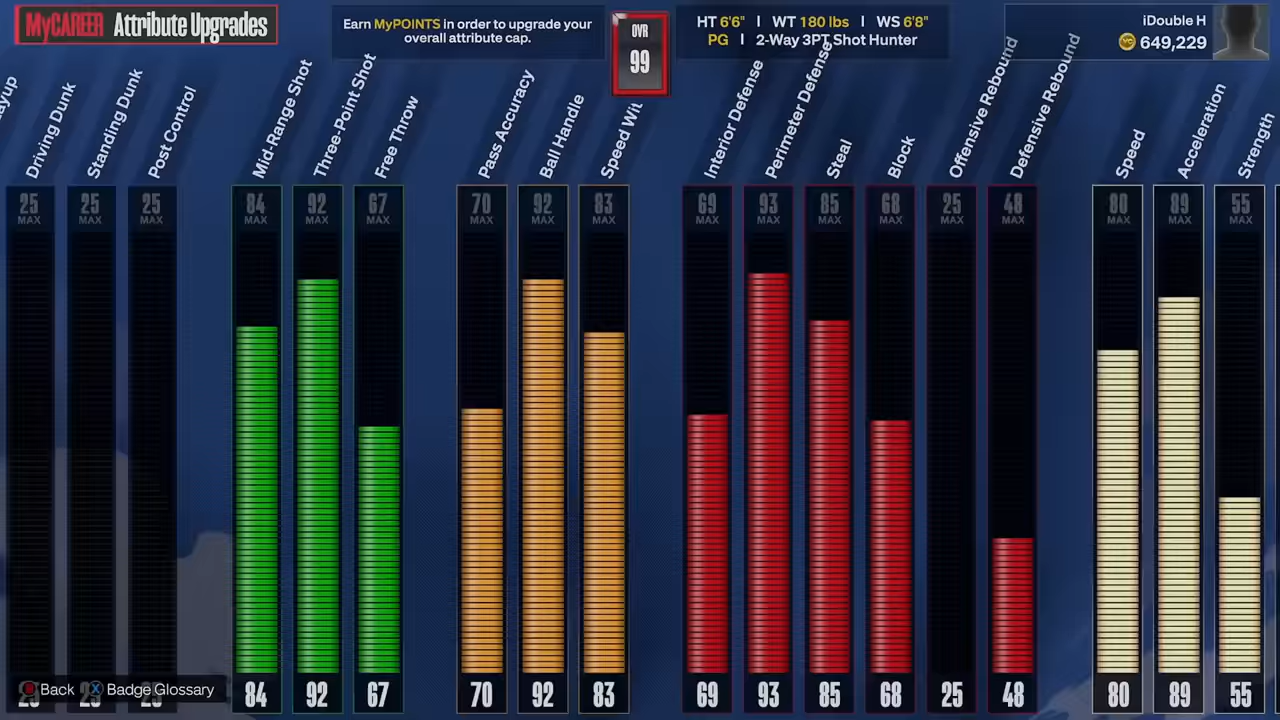 MyCAREER Attribute Upgrades
Earn MyPOINTS in order to upgrade your
overall attribute cap.
OVR
99
HT 6'6" | WT 180 lbs | WS 6'8"
PG | 2-Way 3PT Shot Hunter
iDouble H
VC 649,229
Driving Dunk
Standing Dunk
Post Control
Mid-Range Shot
Three-Point Shot
Free Throw
Pass Accuracy
Ball Handle
Speed Wit
Interior Defense
Perimeter Defense
Steal
Block
Offensive Rebound
Defensive Rebound
Speed
Acceleration
Strength
25 25 25 84 92 67 70 92 83 69 93 85 68 25 48 80 89 55
MAX MAX MAX MAX MAX MAX MAX MAX MAX MAX MAX MAX MAX MAX MAX MAX MAX MAX
Back X Badge Glossary
25 25 25 84 92 67 70 92 83 69 93 85 68 25 48 80 89 55